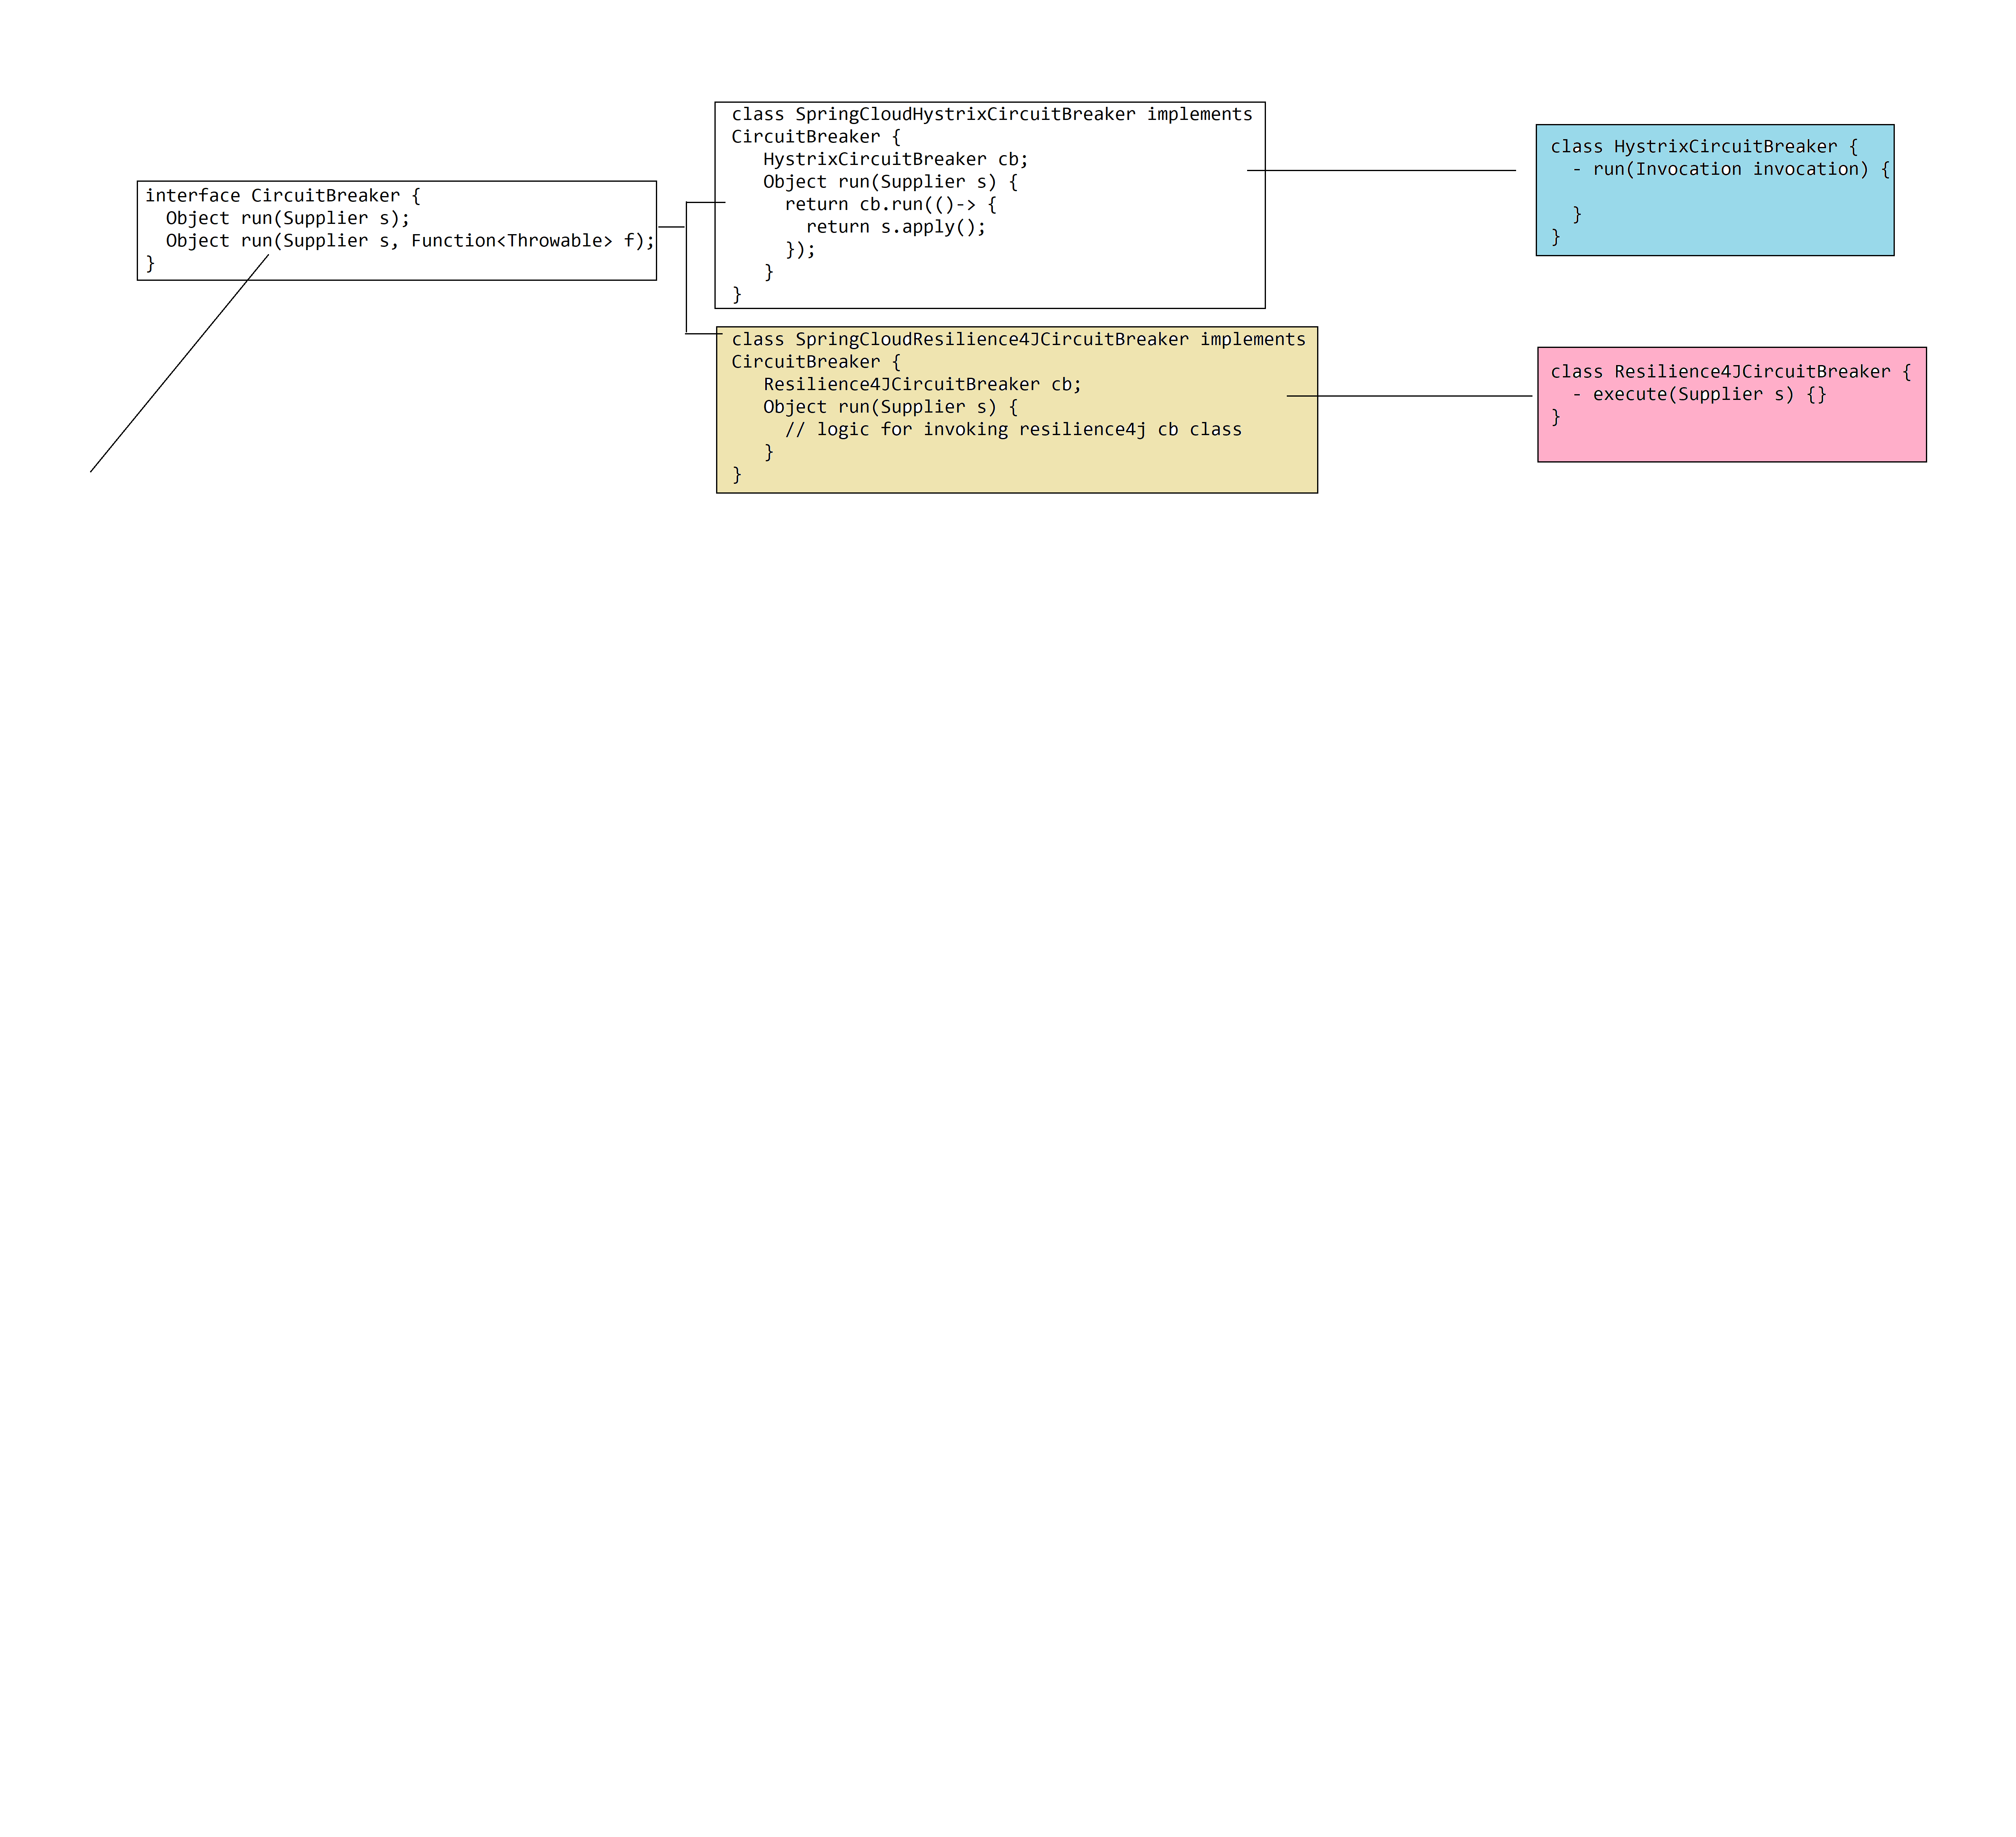 interface CircuitBreaker {
  Object run(Supplier s);
  Object run(Supplier s, Function<Throwable> f);
}
class SpringCloudHystrixCircuitBreaker implements
CircuitBreaker {
   HystrixCircuitBreaker cb;
   Object run(Supplier s) {
     return cb.run(()-> {
       return s.apply();
     });
   }
}
class SpringCloudResilience4JCircuitBreaker implements
CircuitBreaker {
   Resilience4JCircuitBreaker cb;
   Object run(Supplier s) {
     // logic for invoking resilience4j cb class
   }
}
class HystrixCircuitBreaker {
  - run(Invocation invocation) {
  }
}
class Resilience4JCircuitBreaker {
  - execute(Supplier s) {}
}